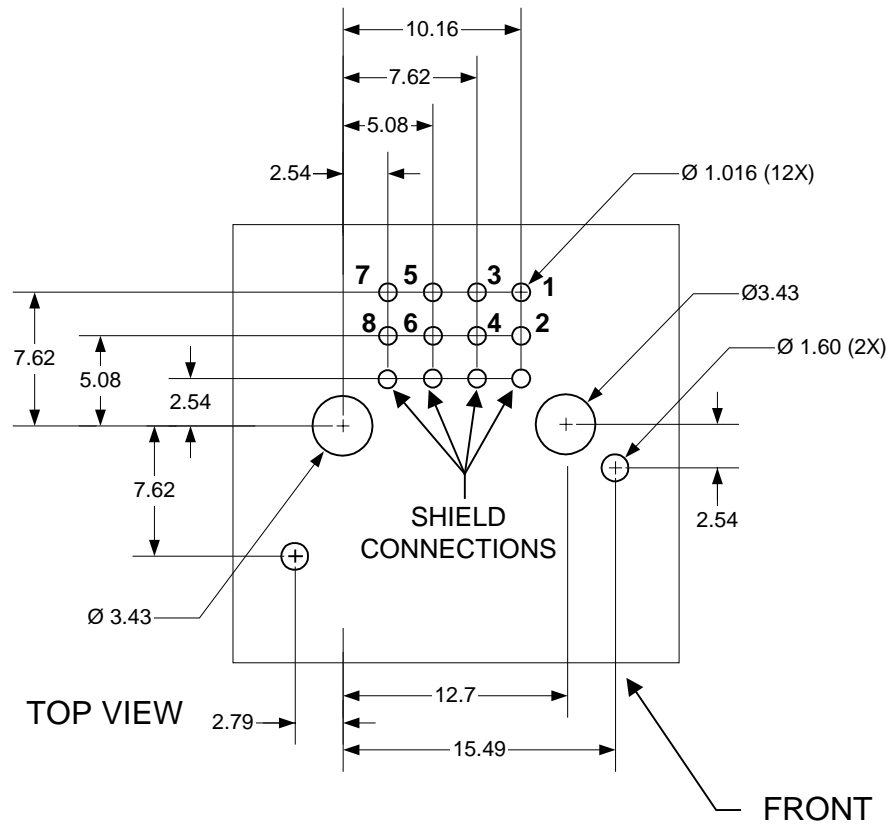 10.16
7.62
5.08
2.54
Ø 1.016 (12X)
7 5 3 1
Ø3.43
8 6 4 2
Ø 1.60 (2X)
7.62
5.08
2.54
7.62
2.54
SHIELD
CONNECTIONS
Ø 3.43
12.7
TOP VIEW
2.79
15.49
FRONT